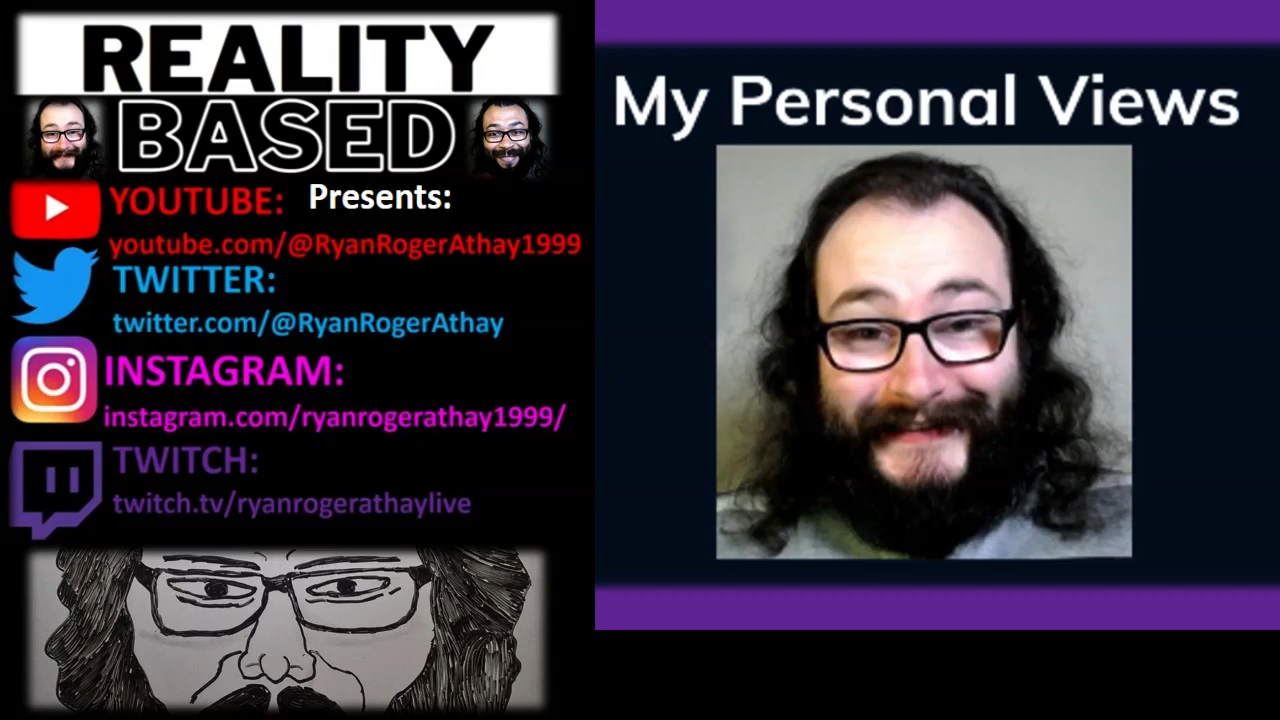 REALITY
BASED
YOUTUBE:
Presents:
youtube.com/@RyanRogerAthay1999
TWITTER:
twitter.com/@RyanRogerAthay
INSTAGRAM:
instagram.com/ryanrogerathay1999/
TWITCH:
twitch.tv/ryanrogerathaylive
My Personal Views